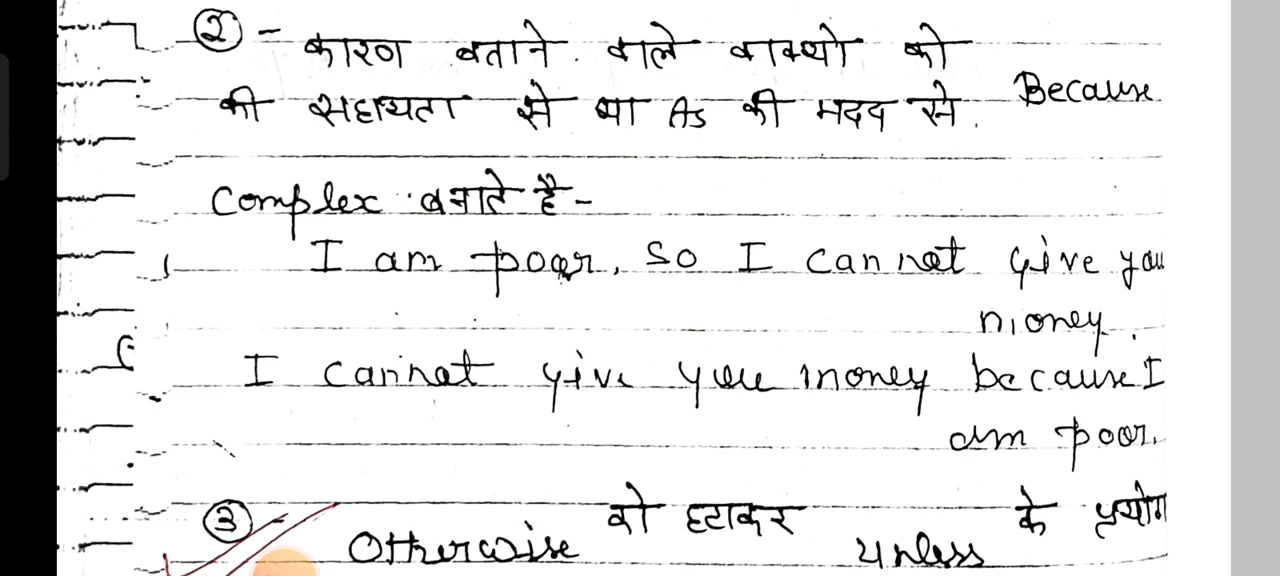 ② - कारण बताने वाले वाक्यो को Because
की सहायता से या As की मदद से.
Complex बनाते है -
I am poor, so I cannot give you
money.
I cannot give you money because I
am poor.
③ - Otherwise को हटाकर unless के प्रयोग